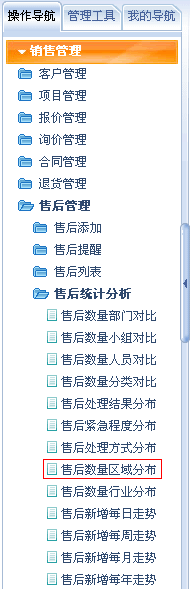 操作导航 管理工具 我的导航
销售管理
客户管理
项目管理
报价管理
询价管理
合同管理
退货管理
售后管理
售后添加
售后提醒
售后列表
售后统计分析
售后数量部门对比
售后数量小组对比
售后数量人员对比
售后数量分类对比
售后处理结果分布
售后紧急程度分布
售后处理方式分布
售后数量区域分布
售后数量行业分布
售后新增每日走势
售后新增每周走势
售后新增每月走势
售后新增每年走势